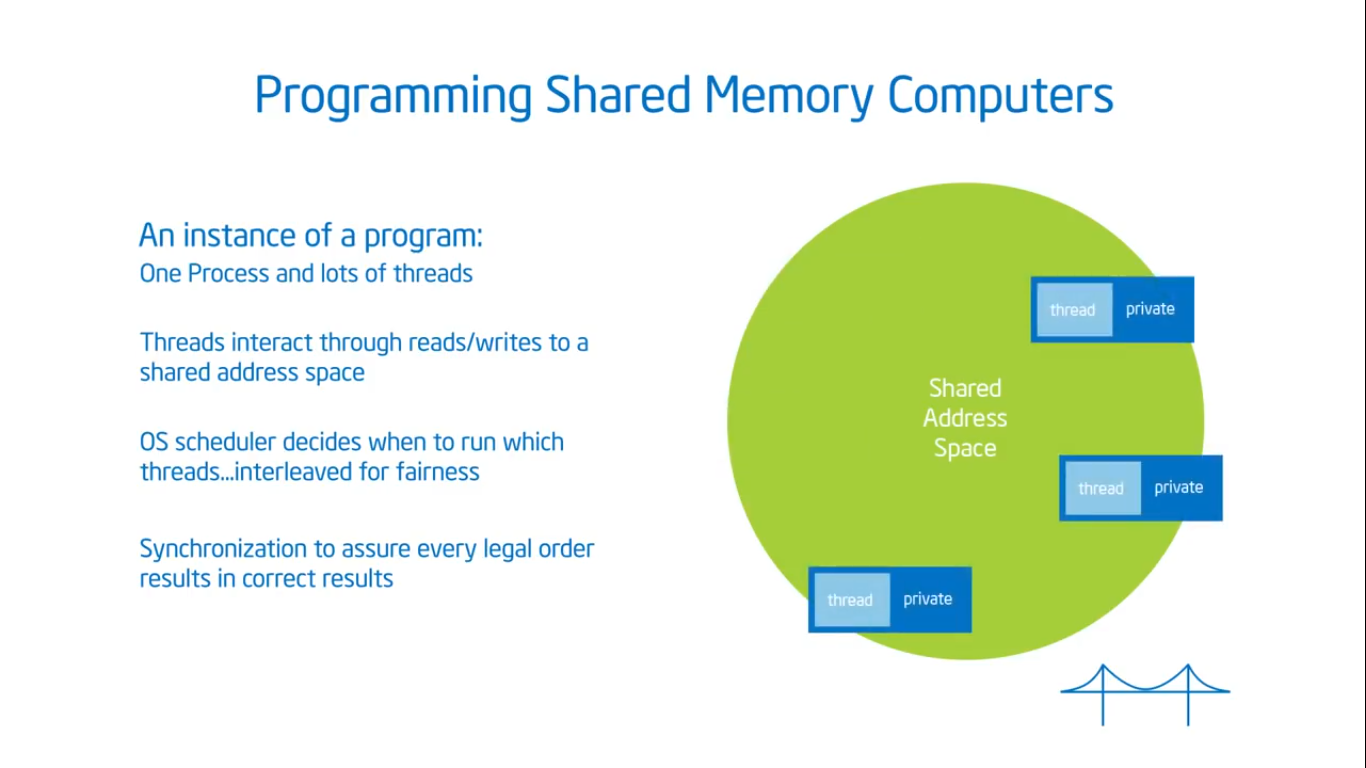 Programming Shared Memory Computers
An instance of a program:
One Process and lots of threads
Threads interact through reads/writes to a
shared address space
OS scheduler decides when to run which
threads...interleaved for fairness
Synchronization to assure every legal order
results in correct results
thread private
Shared
Address
Space
thread private
thread private